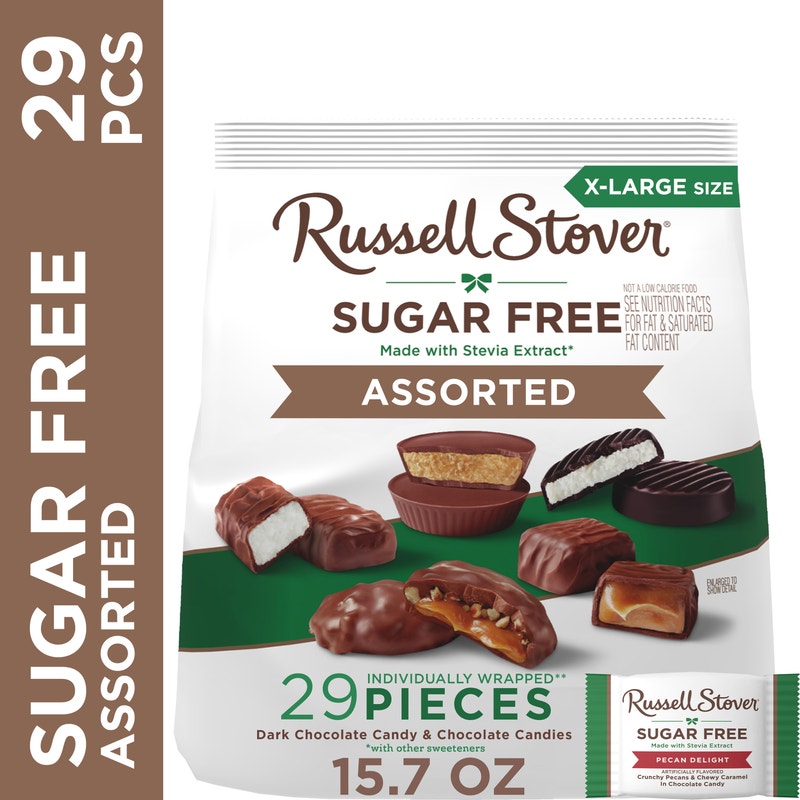 29
PCS
SUGAR FREE
ASSORTED
X-LARGE SIZE
Russell Stover®
SUGAR FREE
NOT A LOW CALORIE FOOD
SEE NUTRITION FACTS
FOR FAT & SATURATED
FAT CONTENT
Made with Stevia Extract*
ASSORTED
ENLARGED TO
SHOW DETAIL
29 INDIVIDUALLY WRAPPED**
PIECES
Dark Chocolate Candy & Chocolate Candies
*with other sweeteners
15.7 OZ
Russell Stover
SUGAR FREE
Made with Stevia Extract
PECAN DELIGHT
ARTIFICIALLY FLAVORED
Crunchy Pecans & Chewy Caramel
in Chocolate Candy